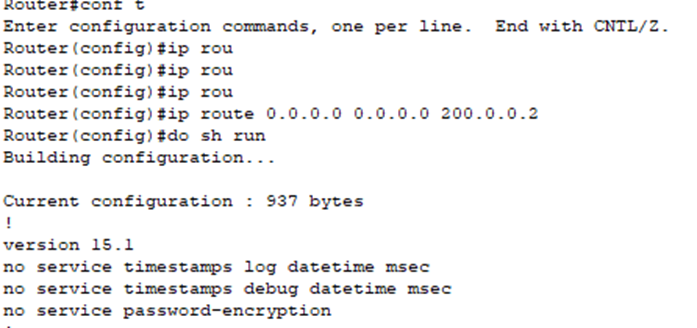 Router#conf t
Enter configuration commands, one per line.  End with CNTL/Z.
Router(config)#ip rou
Router(config)#ip rou
Router(config)#ip rou
Router(config)#ip route 0.0.0.0 0.0.0.0 200.0.0.2
Router(config)#do sh run
Building configuration...
Current configuration : 937 bytes
!
version 15.1
no service timestamps log datetime msec
no service timestamps debug datetime msec
no service password-encryption
!